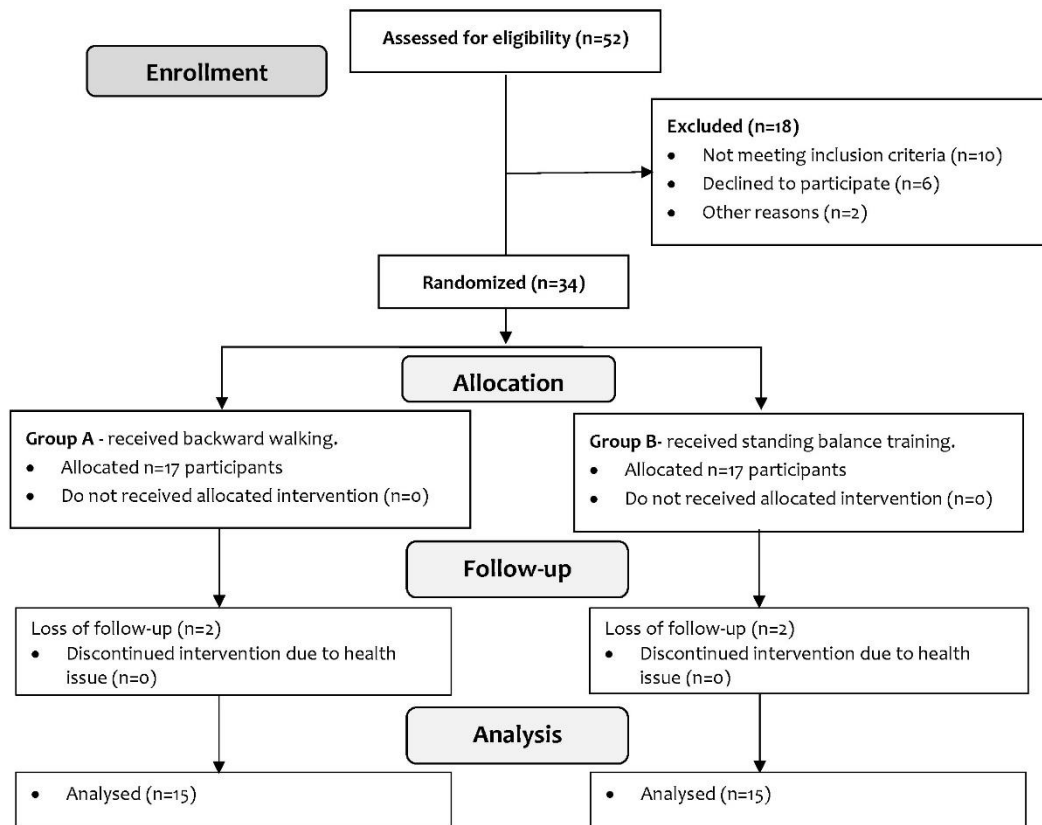 Assessed for eligibility (n=52)
Enrollment
Excluded (n=18)
• Not meeting inclusion criteria (n=10)
• Declined to participate (n=6)
• Other reasons (n=2)
Randomized (n=34)
Allocation
Group A - received backward walking.
• Allocated n=17 participants
• Do not received allocated intervention (n=0)
Group B- received standing balance training.
• Allocated n=17 participants
• Do not received allocated intervention (n=0)
Follow-up
Loss of follow-up (n=2)
• Discontinued intervention due to health
issue (n=0)
Loss of follow-up (n=2)
• Discontinued intervention due to health
issue (n=0)
Analysis
• Analysed (n=15)
• Analysed (n=15)